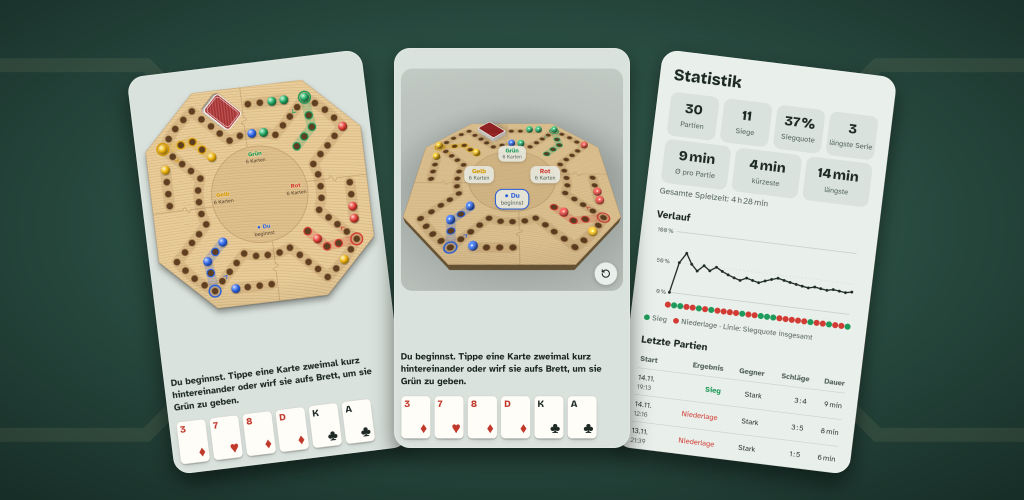 Grün
6 Karten
Gelb
6 Karten
Rot
6 Karten
Du
beginnst
Du beginnst. Tippe eine Karte zweimal kurz
hintereinander oder wirf sie aufs Brett, um sie
Grün zu geben.
3 7 8 D K A
Grün
6 Karten
Gelb
6 Karten
Rot
6 Karten
Du
beginnst
Du beginnst. Tippe eine Karte zweimal kurz
hintereinander oder wirf sie aufs Brett, um sie
Grün zu geben.
3 7 8 D K A
Statistik
30
Partien
11
Siege
37%
Siegquote
3
längste Serie
9 min
Ø pro Partie
4 min
kürzeste
14 min
längste
Gesamte Spielzeit: 4 h 28 min
Verlauf
100 %
50 %
0 %
Sieg Niederlage · Linie: Siegquote insgesamt
Letzte Partien
Start Ergebnis Gegner Schläge Dauer
14.11.
19:13
Sieg Stark 3 : 4 9 min
14.11.
12:16
Niederlage Stark 3 : 5 8 min
13.11.
21:39
Niederlage Stark 1 : 5 6 min